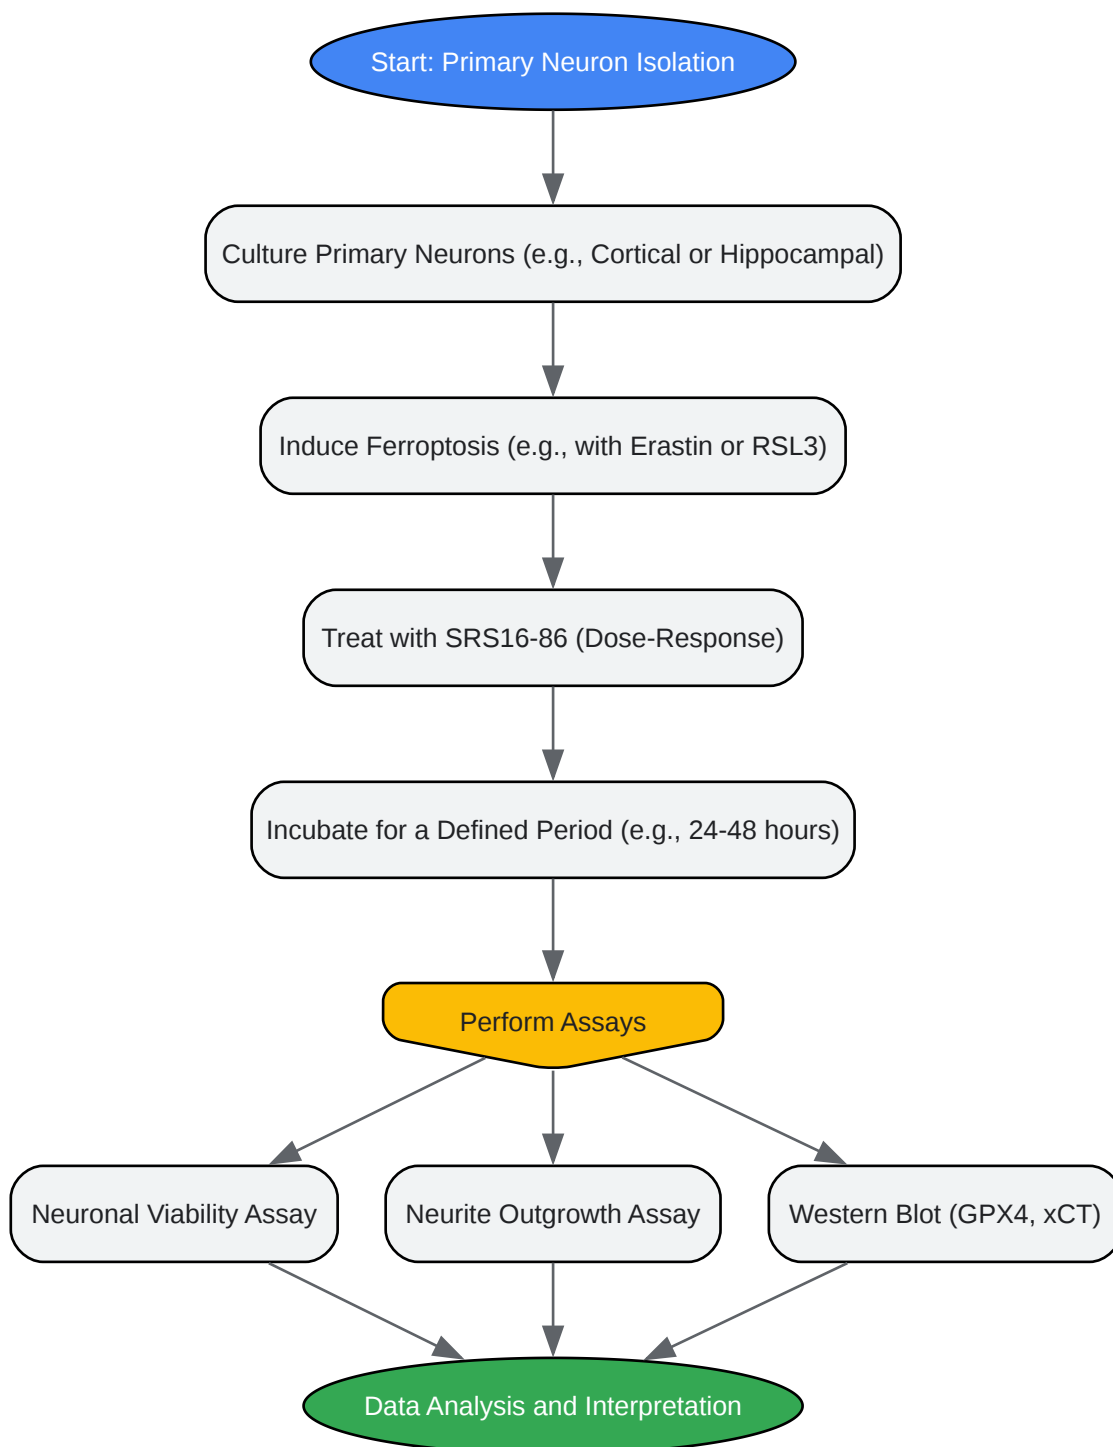 Start: Primary Neuron Isolation
Culture Primary Neurons (e.g., Cortical or Hippocampal)
Induce Ferroptosis (e.g., with Erastin or RSL3)
Treat with SRS16-86 (Dose-Response)
Incubate for a Defined Period (e.g., 24-48 hours)
Perform Assays
Neuronal Viability Assay
Neurite Outgrowth Assay
Western Blot (GPX4, xCT)
Data Analysis and Interpretation